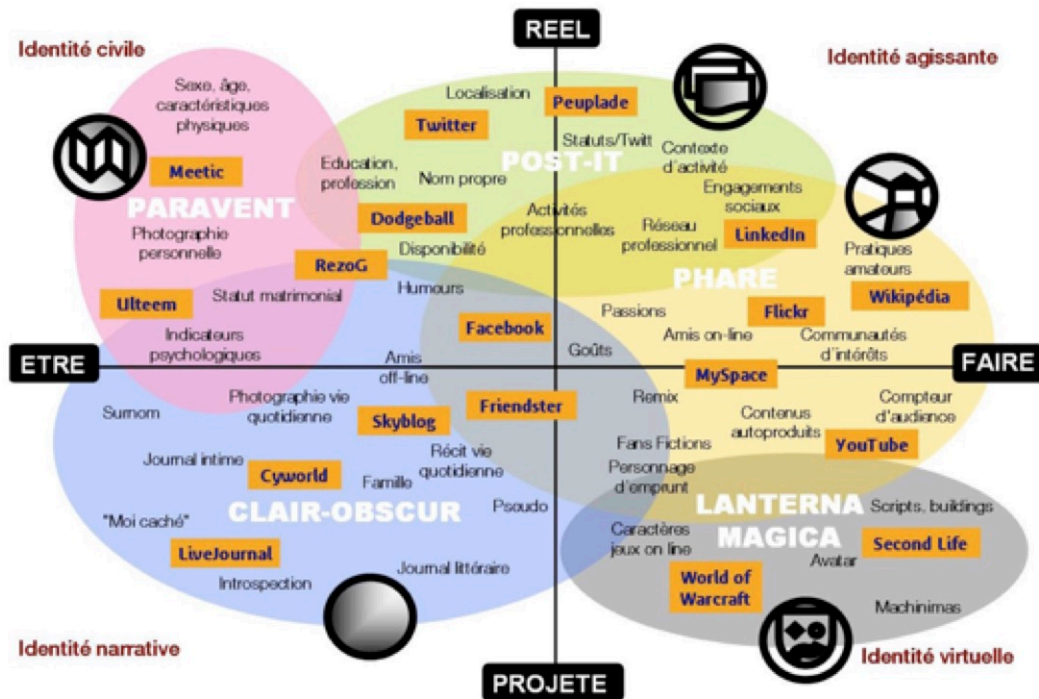 REEL
Identité civile
Identité agissante
Sexe, âge,
caractéristiques
physiques
Localisation
Peuplade
Twitter
Statuts/Twitt
Contexte
d'activité
POST-IT
Education,
profession
Nom propre
Meetic
PARAVENT
Engagements
sociaux
Activités
professionnelles
Réseau
professionnel
LinkedIn
Dodgeball
Photographie
personnelle
Disponibilité
Pratiques
amateurs
RezoG
PHARE
Humours
Ulteem
Statut matrimonial
Wikipédia
Passions
Flickr
Facebook
Indicateurs
psychologiques
Amis on-line
Communautés
d'intérêts
Goûts
ETRE
FAIRE
Amis
off-line
MySpace
Photographie vie
quotidienne
Surnom
Friendster
Remix
Compteur
d'audience
Skyblog
Contenus
autoproduits
YouTube
Fans Fictions
Journal intime
Récit vie
quotidienne
Cyworld
Famille
Personnage
d'emprunt
CLAIR-OBSCUR
Pseudo
LANTERNA
MAGICA
Scripts, buildings
"Moi caché"
Caractères
jeux on line
Second Life
LiveJournal
Avatar
Journal littéraire
Introspection
World of
Warcraft
Machinimas
Identité narrative
Identité virtuelle
PROJETE